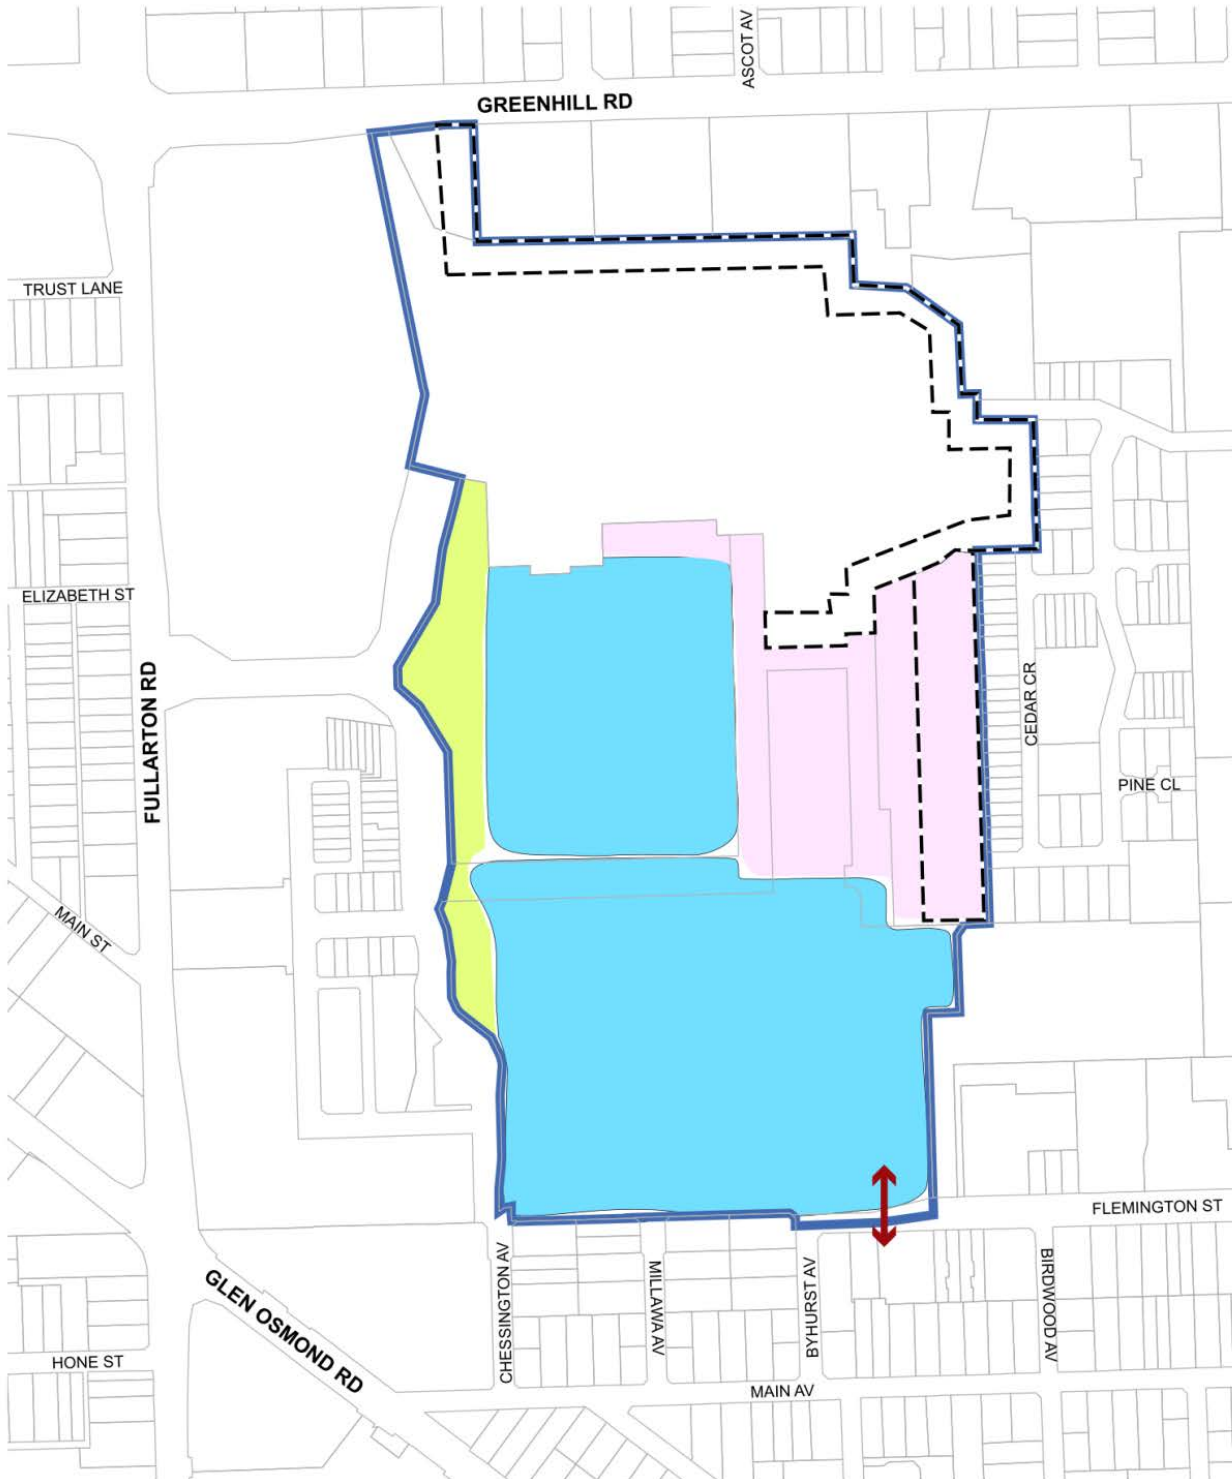 ASCOT AV
GREENHILL RD
TRUST LANE
ELIZABETH ST
FULLARTON RD
CEDAR CR
PINE CL
MAIN ST
FLEMINGTON ST
CHESSINGTON AV
MILLAWA AV
BYHURST AV
BIRDWOOD AV
GLEN OSMOND RD
HONE ST
MAIN AV